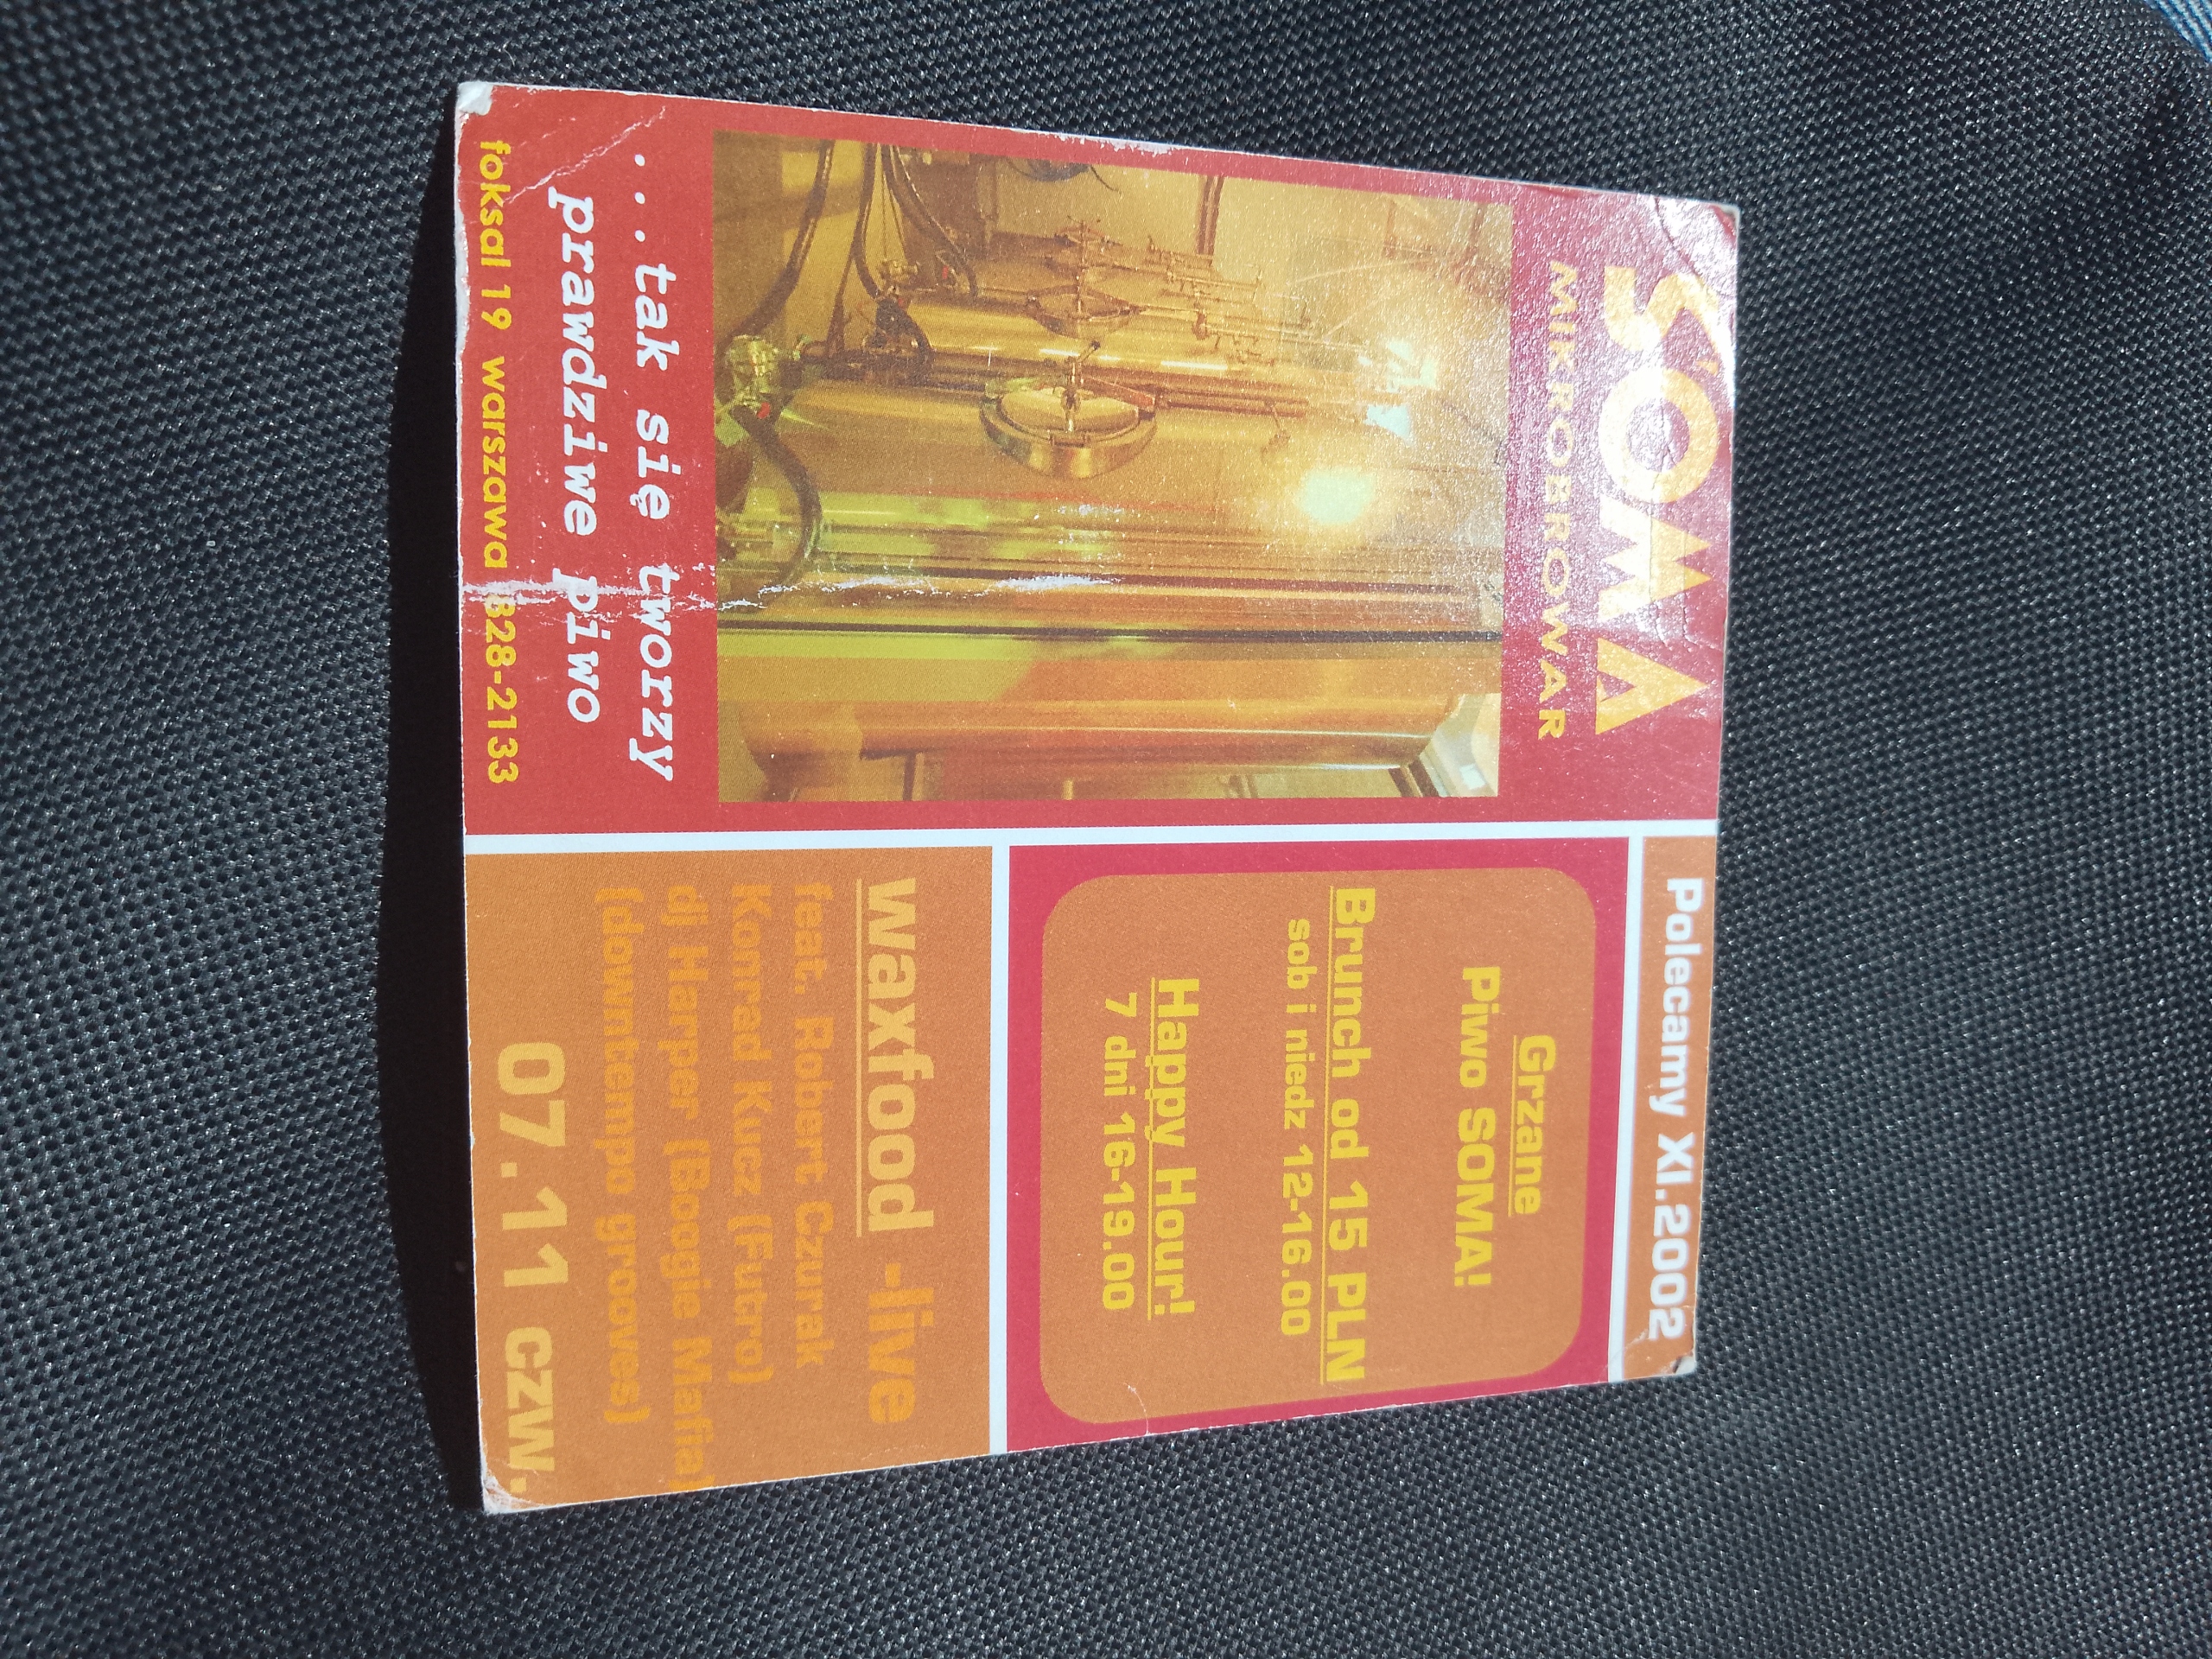 SOMA
MIKROBROWAR
...tak się tworzy
prawdziwe piwo
foksal 19 warszawa 828-2133
Polecamy XI.2002
Grzane
Piwo SOMA!
Brunch od 15 PLN
sob i niedz 12-16.00
Happy Hour!
7 dni 16-19.00
waxfood -live
feat. Robert Czurak
Konrad Kucz (Futro)
dj Harper (Boogie Mafia)
(downtempo grooves)
07.11 czw.